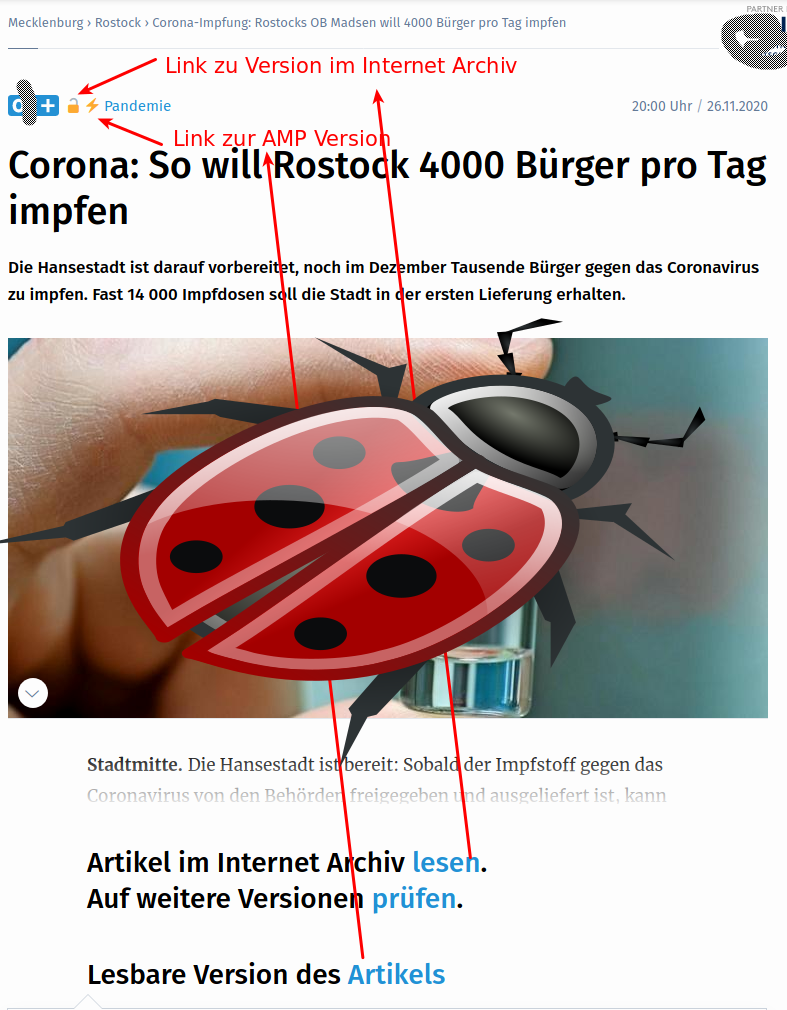 PARTNER
Mecklenburg › Rostock › Corona-Impfung: Rostocks OB Madsen will 4000 Bürger pro Tag impfen
Link zu Version im Internet Archiv
+ Pandemie
20:00 Uhr / 26.11.2020
Link zur AMP Version
Corona: So will Rostock 4000 Bürger pro Tag
impfen
Die Hansestadt ist darauf vorbereitet, noch im Dezember Tausende Bürger gegen das Coronavirus
zu impfen. Fast 14 000 Impfdosen soll die Stadt in der ersten Lieferung erhalten.
Stadtmitte. Die Hansestadt ist bereit: Sobald der Impfstoff gegen das
Coronavirus von den Behörden freigegeben und ausgeliefert ist, kann
Artikel im Internet Archiv lesen.
Auf weitere Versionen prüfen.
Lesbare Version des Artikels